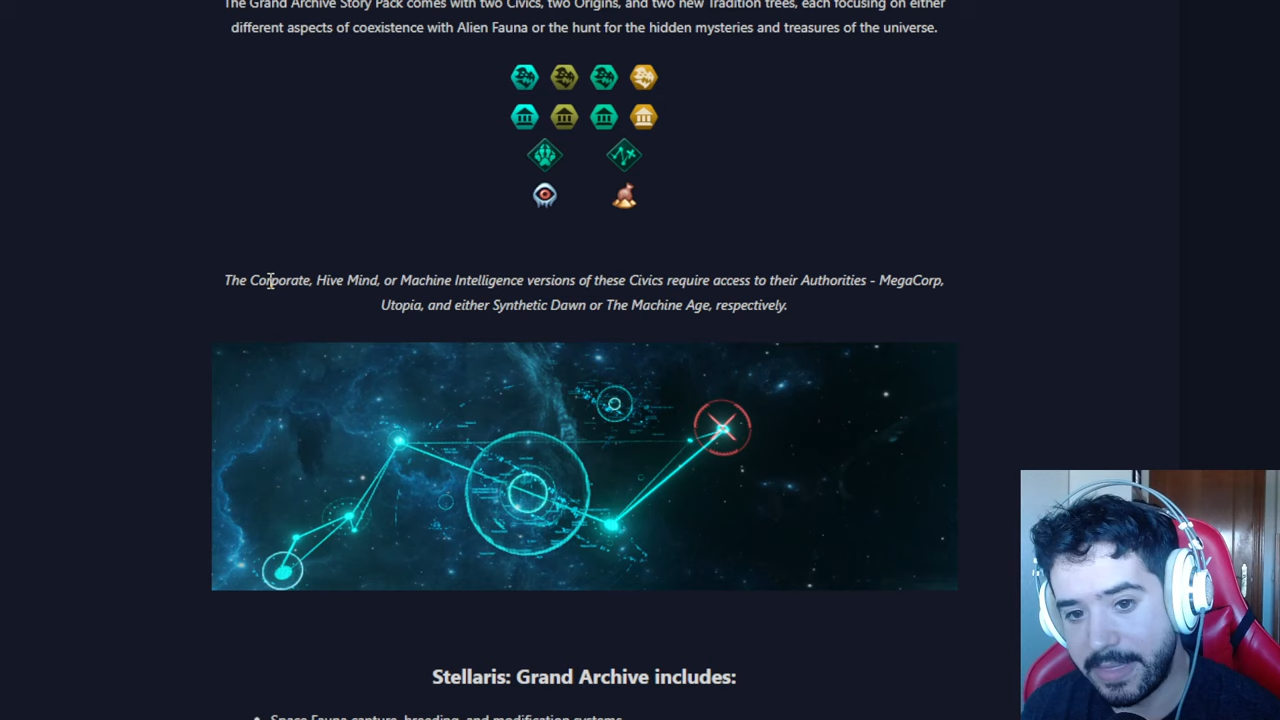 The Grand Archive Story Pack comes with two Civics, two Origins, and two new Tradition trees, each focusing on either
different aspects of coexistence with Alien Fauna or the hunt for the hidden mysteries and treasures of the universe.
The Corporate, Hive Mind, or Machine Intelligence versions of these Civics require access to their Authorities - MegaCorp,
Utopia, and either Synthetic Dawn or The Machine Age, respectively.
Stellaris: Grand Archive includes:
Space Fauna capture, breeding, and modification systems